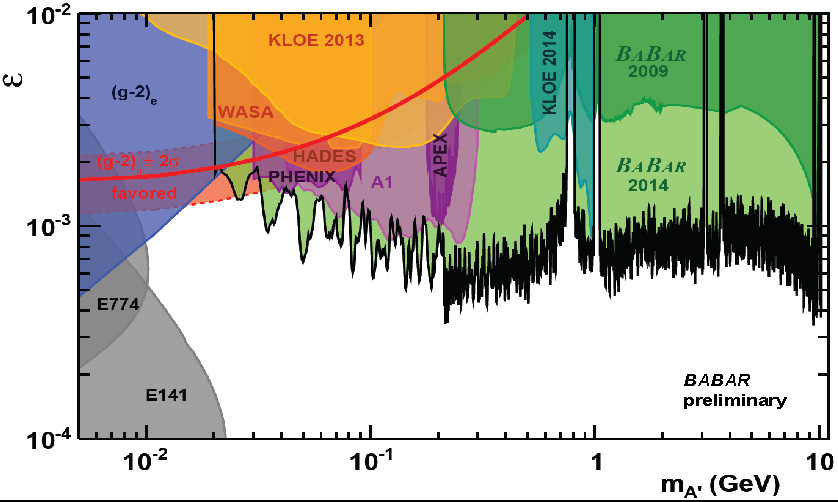 10-2
KLOE 2013
KLOE 2014
BABAR
2009
ε
(g-2)e
WASA
HADES
(g-2)μ ± 2σ
favored
PHENIX
A1
APEX
BABAR
2014
10-3
E774
E141
BABAR
preliminary
10-4
10-2
10-1
1
10
mA' (GeV)